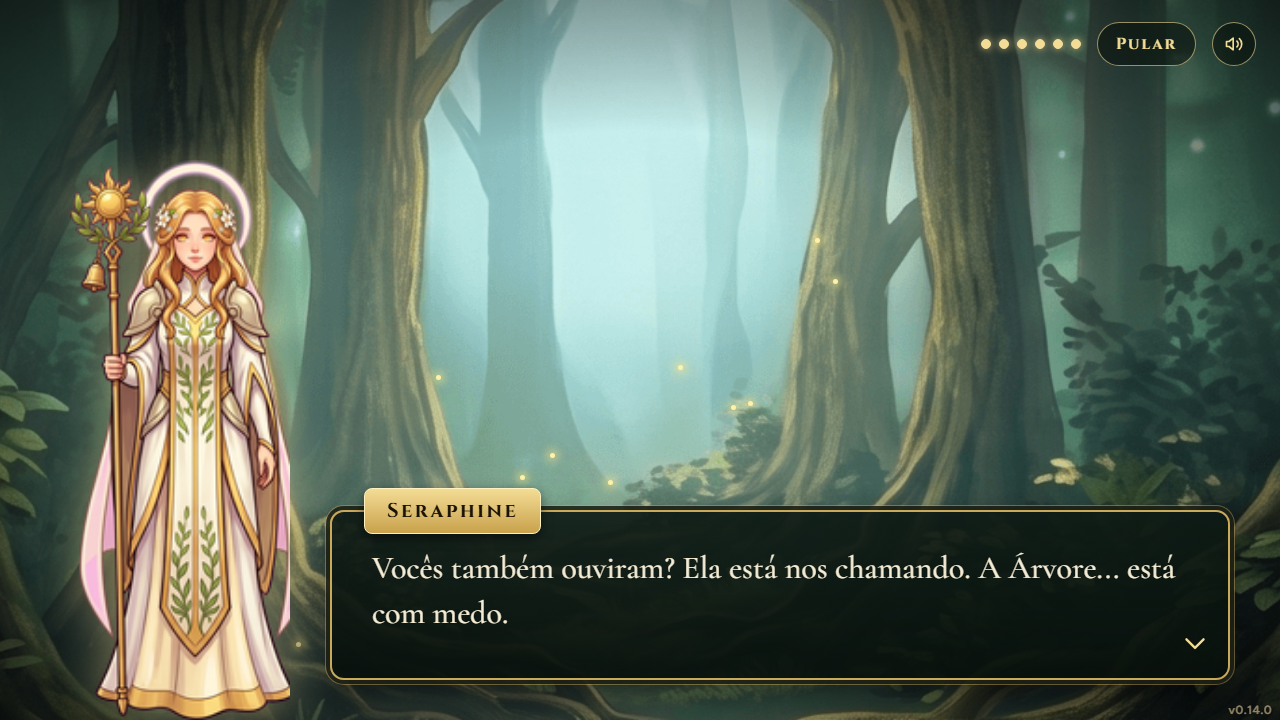 Pular
Seraphine
Vocês também ouviram? Ela está nos chamando. A Árvore... está
com medo.
v0.14.0